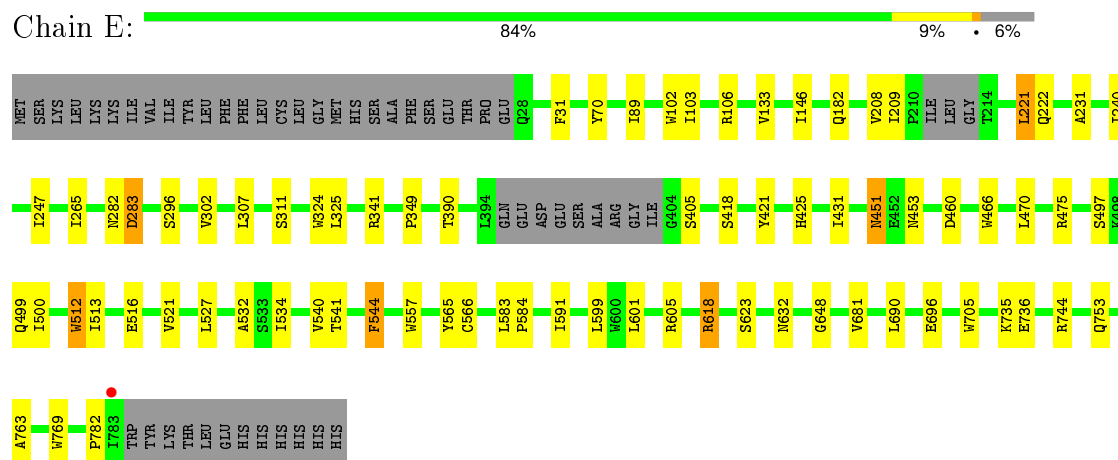 Chain E:
84% 9% • 6%
MET SER LYS LEU LYS LYS ILE VAL ILE TYR LEU PHE PHE LEU CYS LEU GLY MET HIS SER ALA PHE SER GLU THR PRO GLU Q28 F31 Y70 I89 W102 I103 R106 V133 I146 Q182 V208 I209 P210 ILE LEU GLY T214 L221 Q222 A231 I240
I247 I265 N282 D283 S296 V302 L307 S311 W324 L325 R341 P349 T390 L394 GLN GLU ASP GLU SER ALA ARG GLY ILE G404 S405 S418 Y421 H425 I431 N451 E452 N453 D460 W466 L470 R475 S497 K498
Q499 I500 W512 I513 E516 V521 L527 A532 S533 I534 V540 T541 F544 W557 Y565 C566 L583 P584 I591 L599 W600 L601 R605 R618 S623 N632 G648 V681 L690 E696 W705 K735 E736 R744 Q753
A763 W769 P782 I783 TRP TYR LYS THR LEU GLU HIS HIS HIS HIS HIS HIS